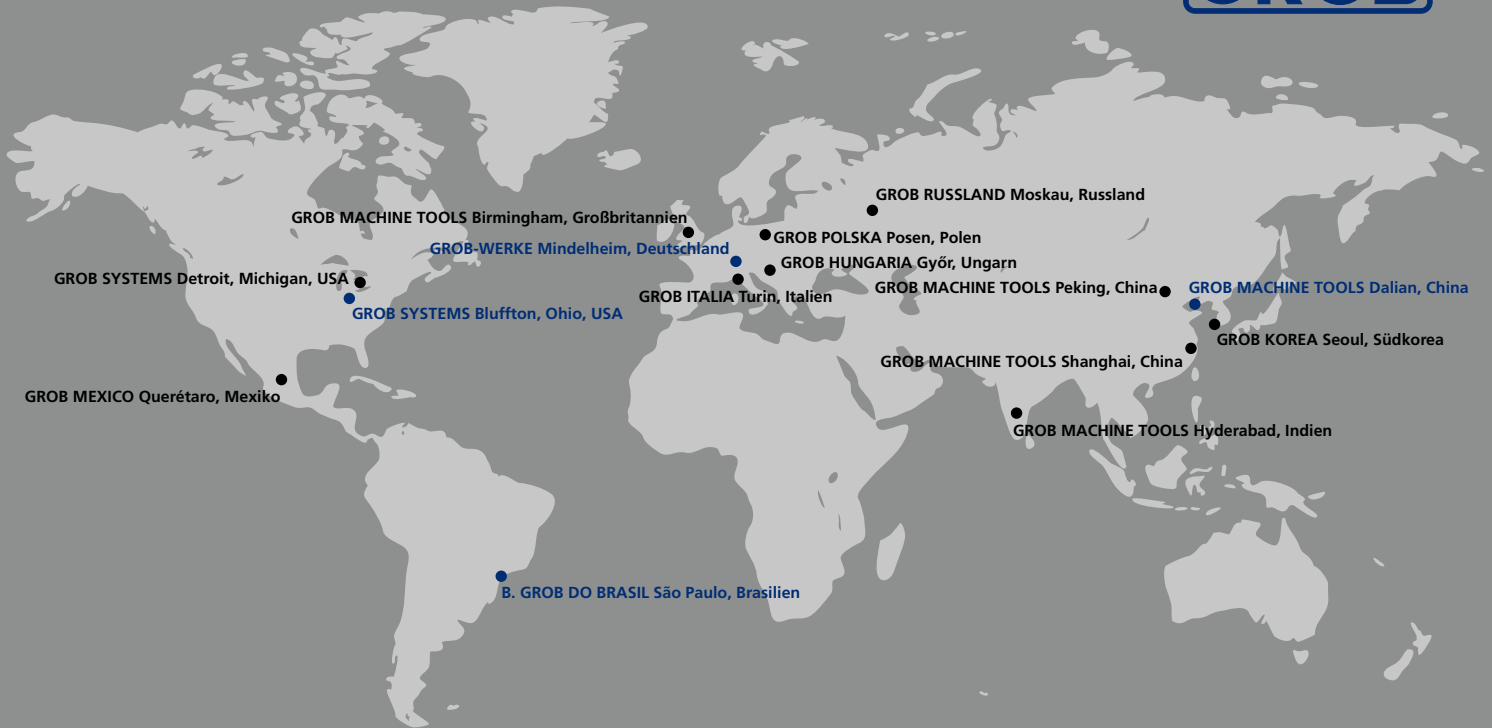 GROB
GROB RUSSLAND Moskau, Russland
GROB MACHINE TOOLS Birmingham, Großbritannien
GROB POLSKA Posen, Polen
GROB-WERKE Mindelheim, Deutschland
GROB HUNGARIA Győr, Ungarn
GROB SYSTEMS Detroit, Michigan, USA
GROB MACHINE TOOLS Peking, China
GROB MACHINE TOOLS Dalian, China
GROB ITALIA Turin, Italien
GROB SYSTEMS Bluffton, Ohio, USA
GROB KOREA Seoul, Südkorea
GROB MACHINE TOOLS Shanghai, China
GROB MEXICO Querétaro, Mexiko
GROB MACHINE TOOLS Hyderabad, Indien
B. GROB DO BRASIL São Paulo, Brasilien